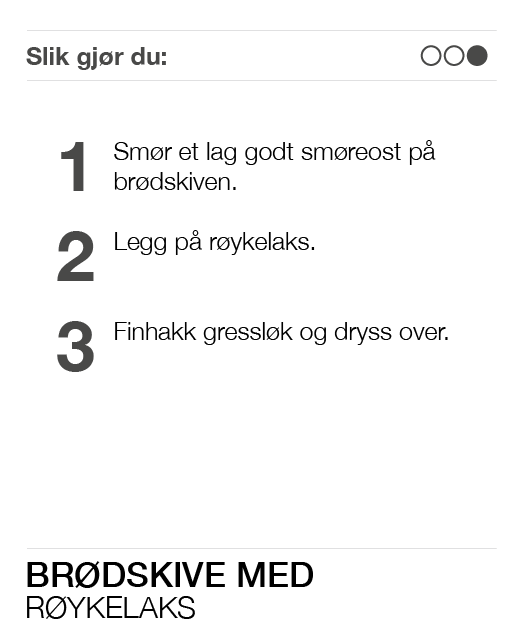 Slik gjør du:
1 Smør et lag godt smøreost på
brødskiven.
2 Legg på røykelaks.
3 Finhakk gressløk og dryss over.
BRØDSKIVE MED
RØYKELAKS